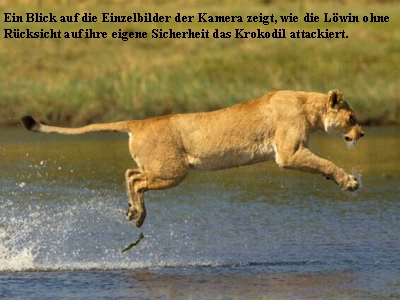 Ein Blick auf die Einzelbilder der Kamera zeigt, wie die Löwin ohne
Rücksicht auf ihre eigene Sicherheit das Krokodil attackiert.